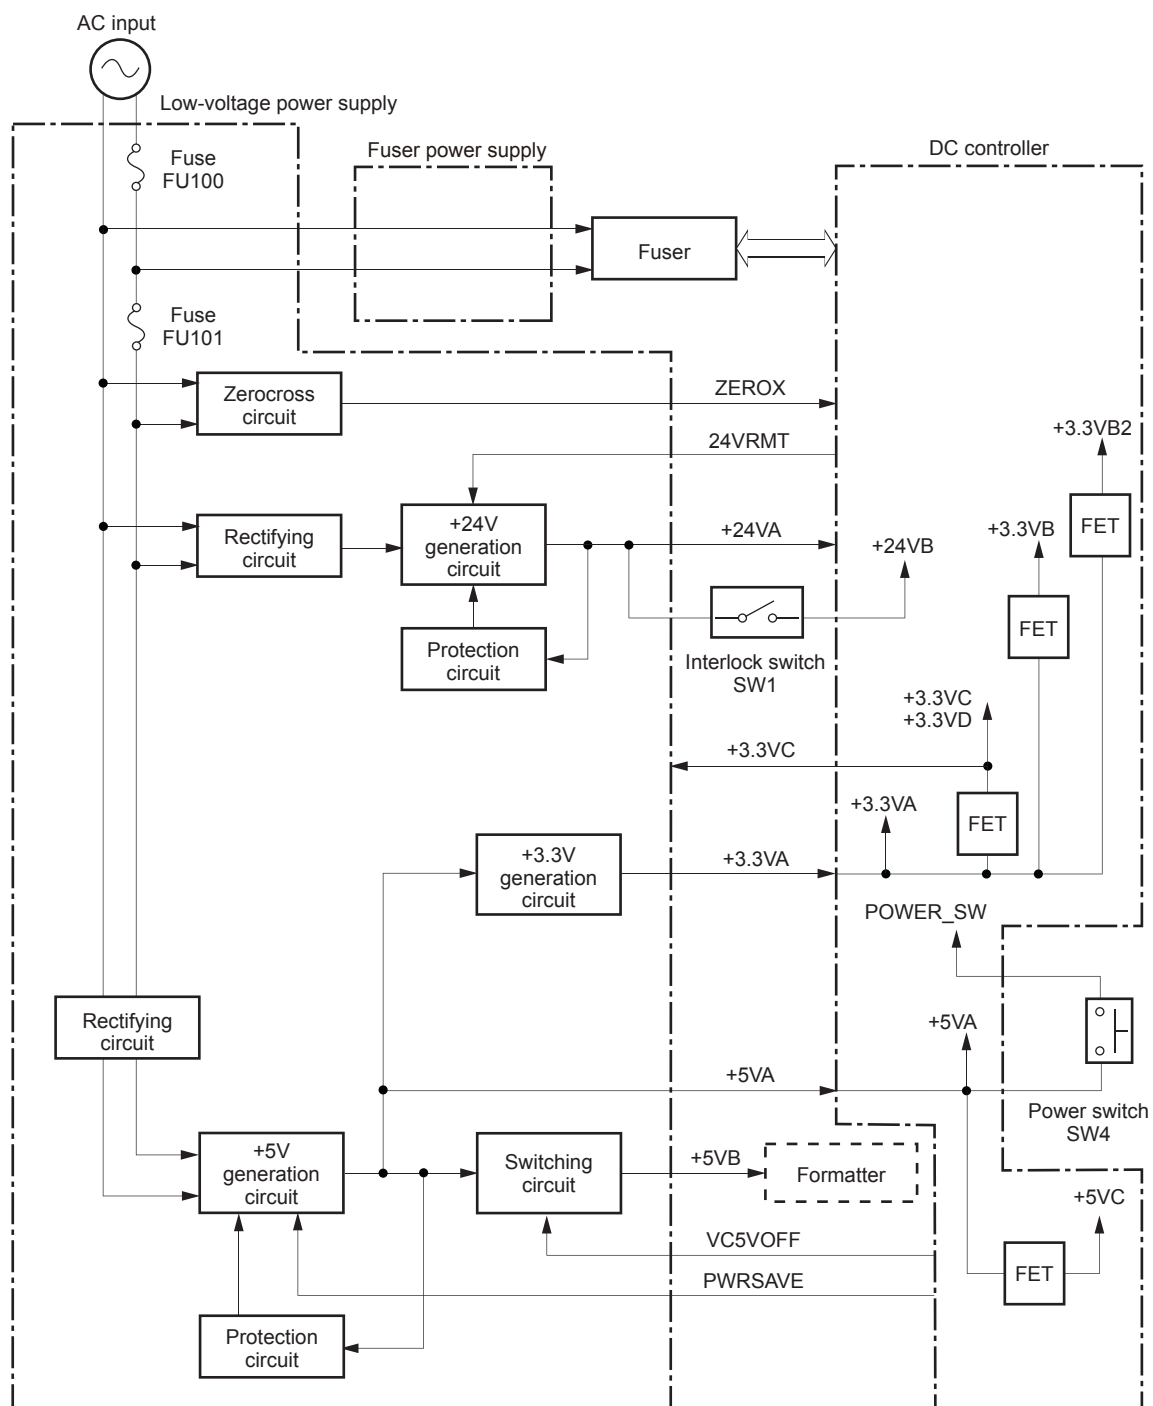 AC input
Low-voltage power supply
Fuse
FU100
Fuser power supply
DC controller
Fuser
Fuse
FU101
Zerocross
circuit
ZEROX
24VRMT
+3.3VB2
Rectifying
circuit
+24V
generation
circuit
+24VA
+24VB
+3.3VB
FET
FET
Protection
circuit
Interlock switch
SW1
+3.3VC
+3.3VD
+3.3VC
+3.3VA
FET
+3.3V
generation
circuit
+3.3VA
POWER_SW
Rectifying
circuit
+5VA
+5VA
Power switch
SW4
+5V
generation
circuit
Switching
circuit
+5VB
Formatter
+5VC
VC5VOFF
FET
PWRSAVE
Protection
circuit